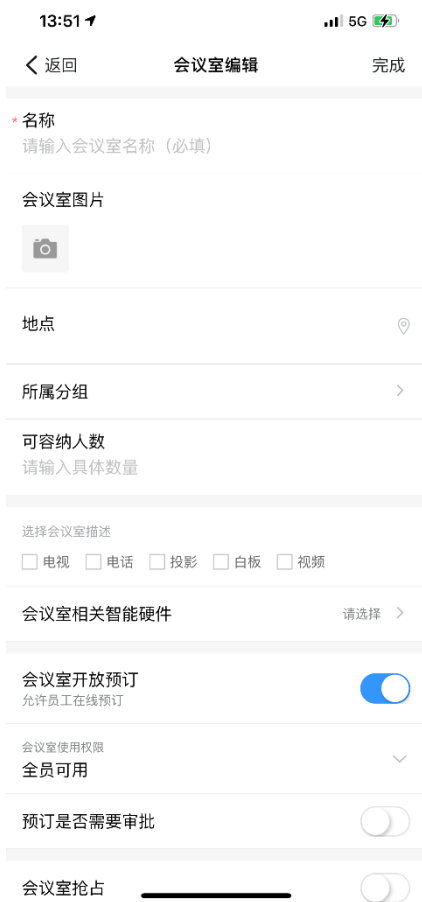 13:51
5G
返回
会议室编辑
完成
* 名称
请输入会议室名称（必填）
会议室图片
地点
所属分组
可容纳人数
请输入具体数量
选择会议室描述
电视 电话 投影 白板 视频
会议室相关智能硬件 请选择
会议室开放预订
允许员工在线预订
会议室使用权限
全员可用
预订是否需要审批
会议室抢占